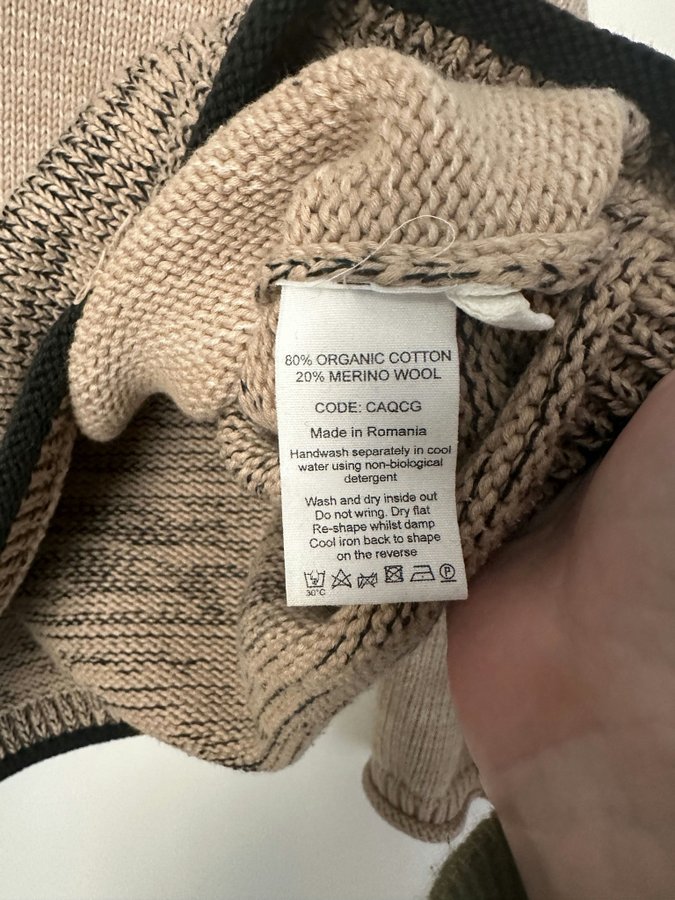 80% ORGANIC COTTON
20% MERINO WOOL
CODE: CAQCG
Made in Romania
Handwash separately in cool
water using non-biological
detergent
Wash and dry inside out
Do not wring. Dry flat
Re-shape whilst damp
Cool iron back to shape
on the reverse
30°C P